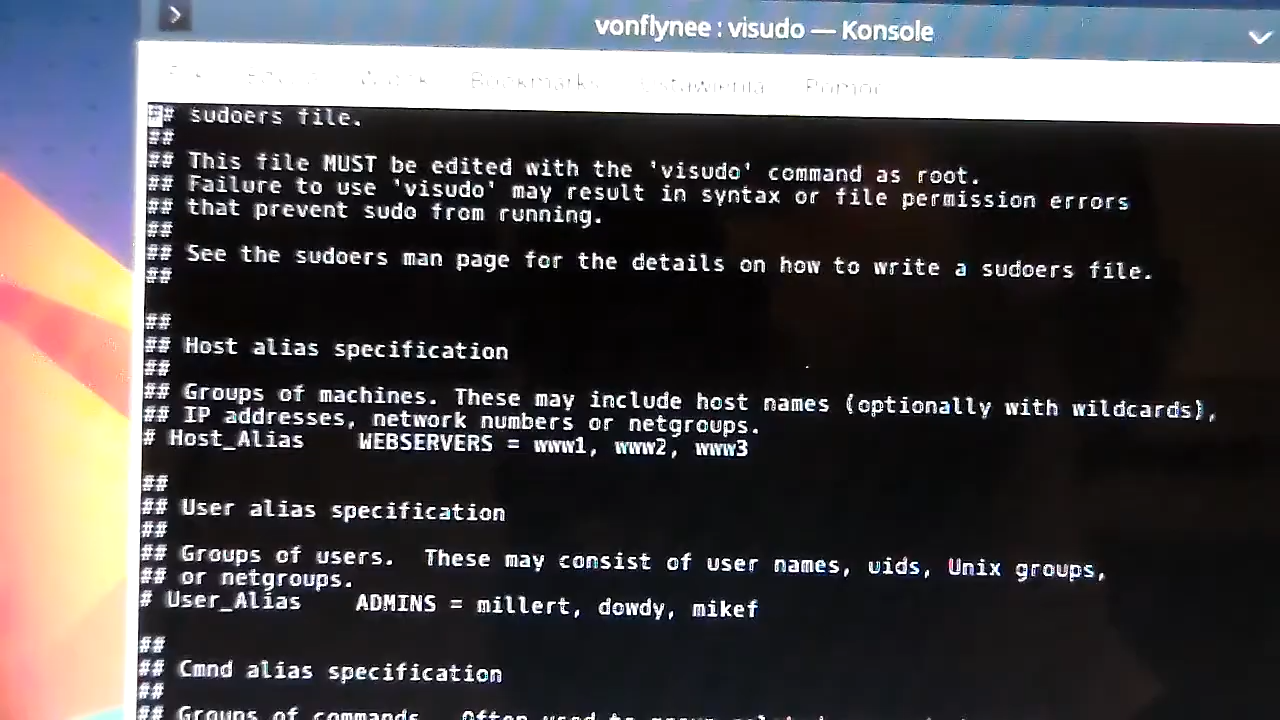 vonflynee : visudo — Konsole
Bookmarks Ustawienia Pomoc
## sudoers file.
##
## This file MUST be edited with the 'visudo' command as root.
## Failure to use 'visudo' may result in syntax or file permission errors
## that prevent sudo from running.
##
## See the sudoers man page for the details on how to write a sudoers file.
##
##
## Host alias specification
##
## Groups of machines. These may include host names (optionally with wildcards),
## IP addresses, network numbers or netgroups.
# Host_Alias WEBSERVERS = www1, www2, www3
##
## User alias specification
##
## Groups of users. These may consist of user names, uids, Unix groups,
## or netgroups.
# User_Alias ADMINS = millert, dowdy, mikef
##
## Cmnd alias specification
##
## Groups of commands. Often used to group